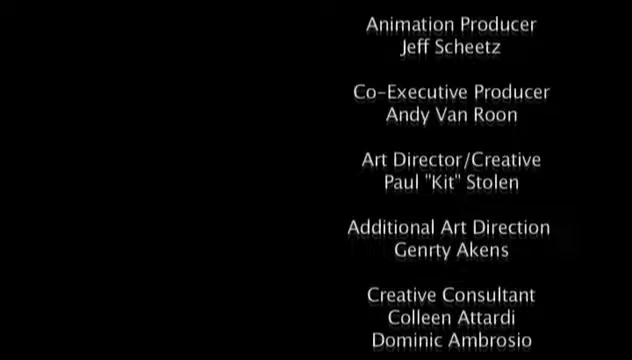 Animation Producer
Jeff Scheetz
Co-Executive Producer
Andy Van Roon
Art Director/Creative
Paul "Kit" Stolen
Additional Art Direction
Genrty Akens
Creative Consultant
Colleen Attardi
Dominic Ambrosio